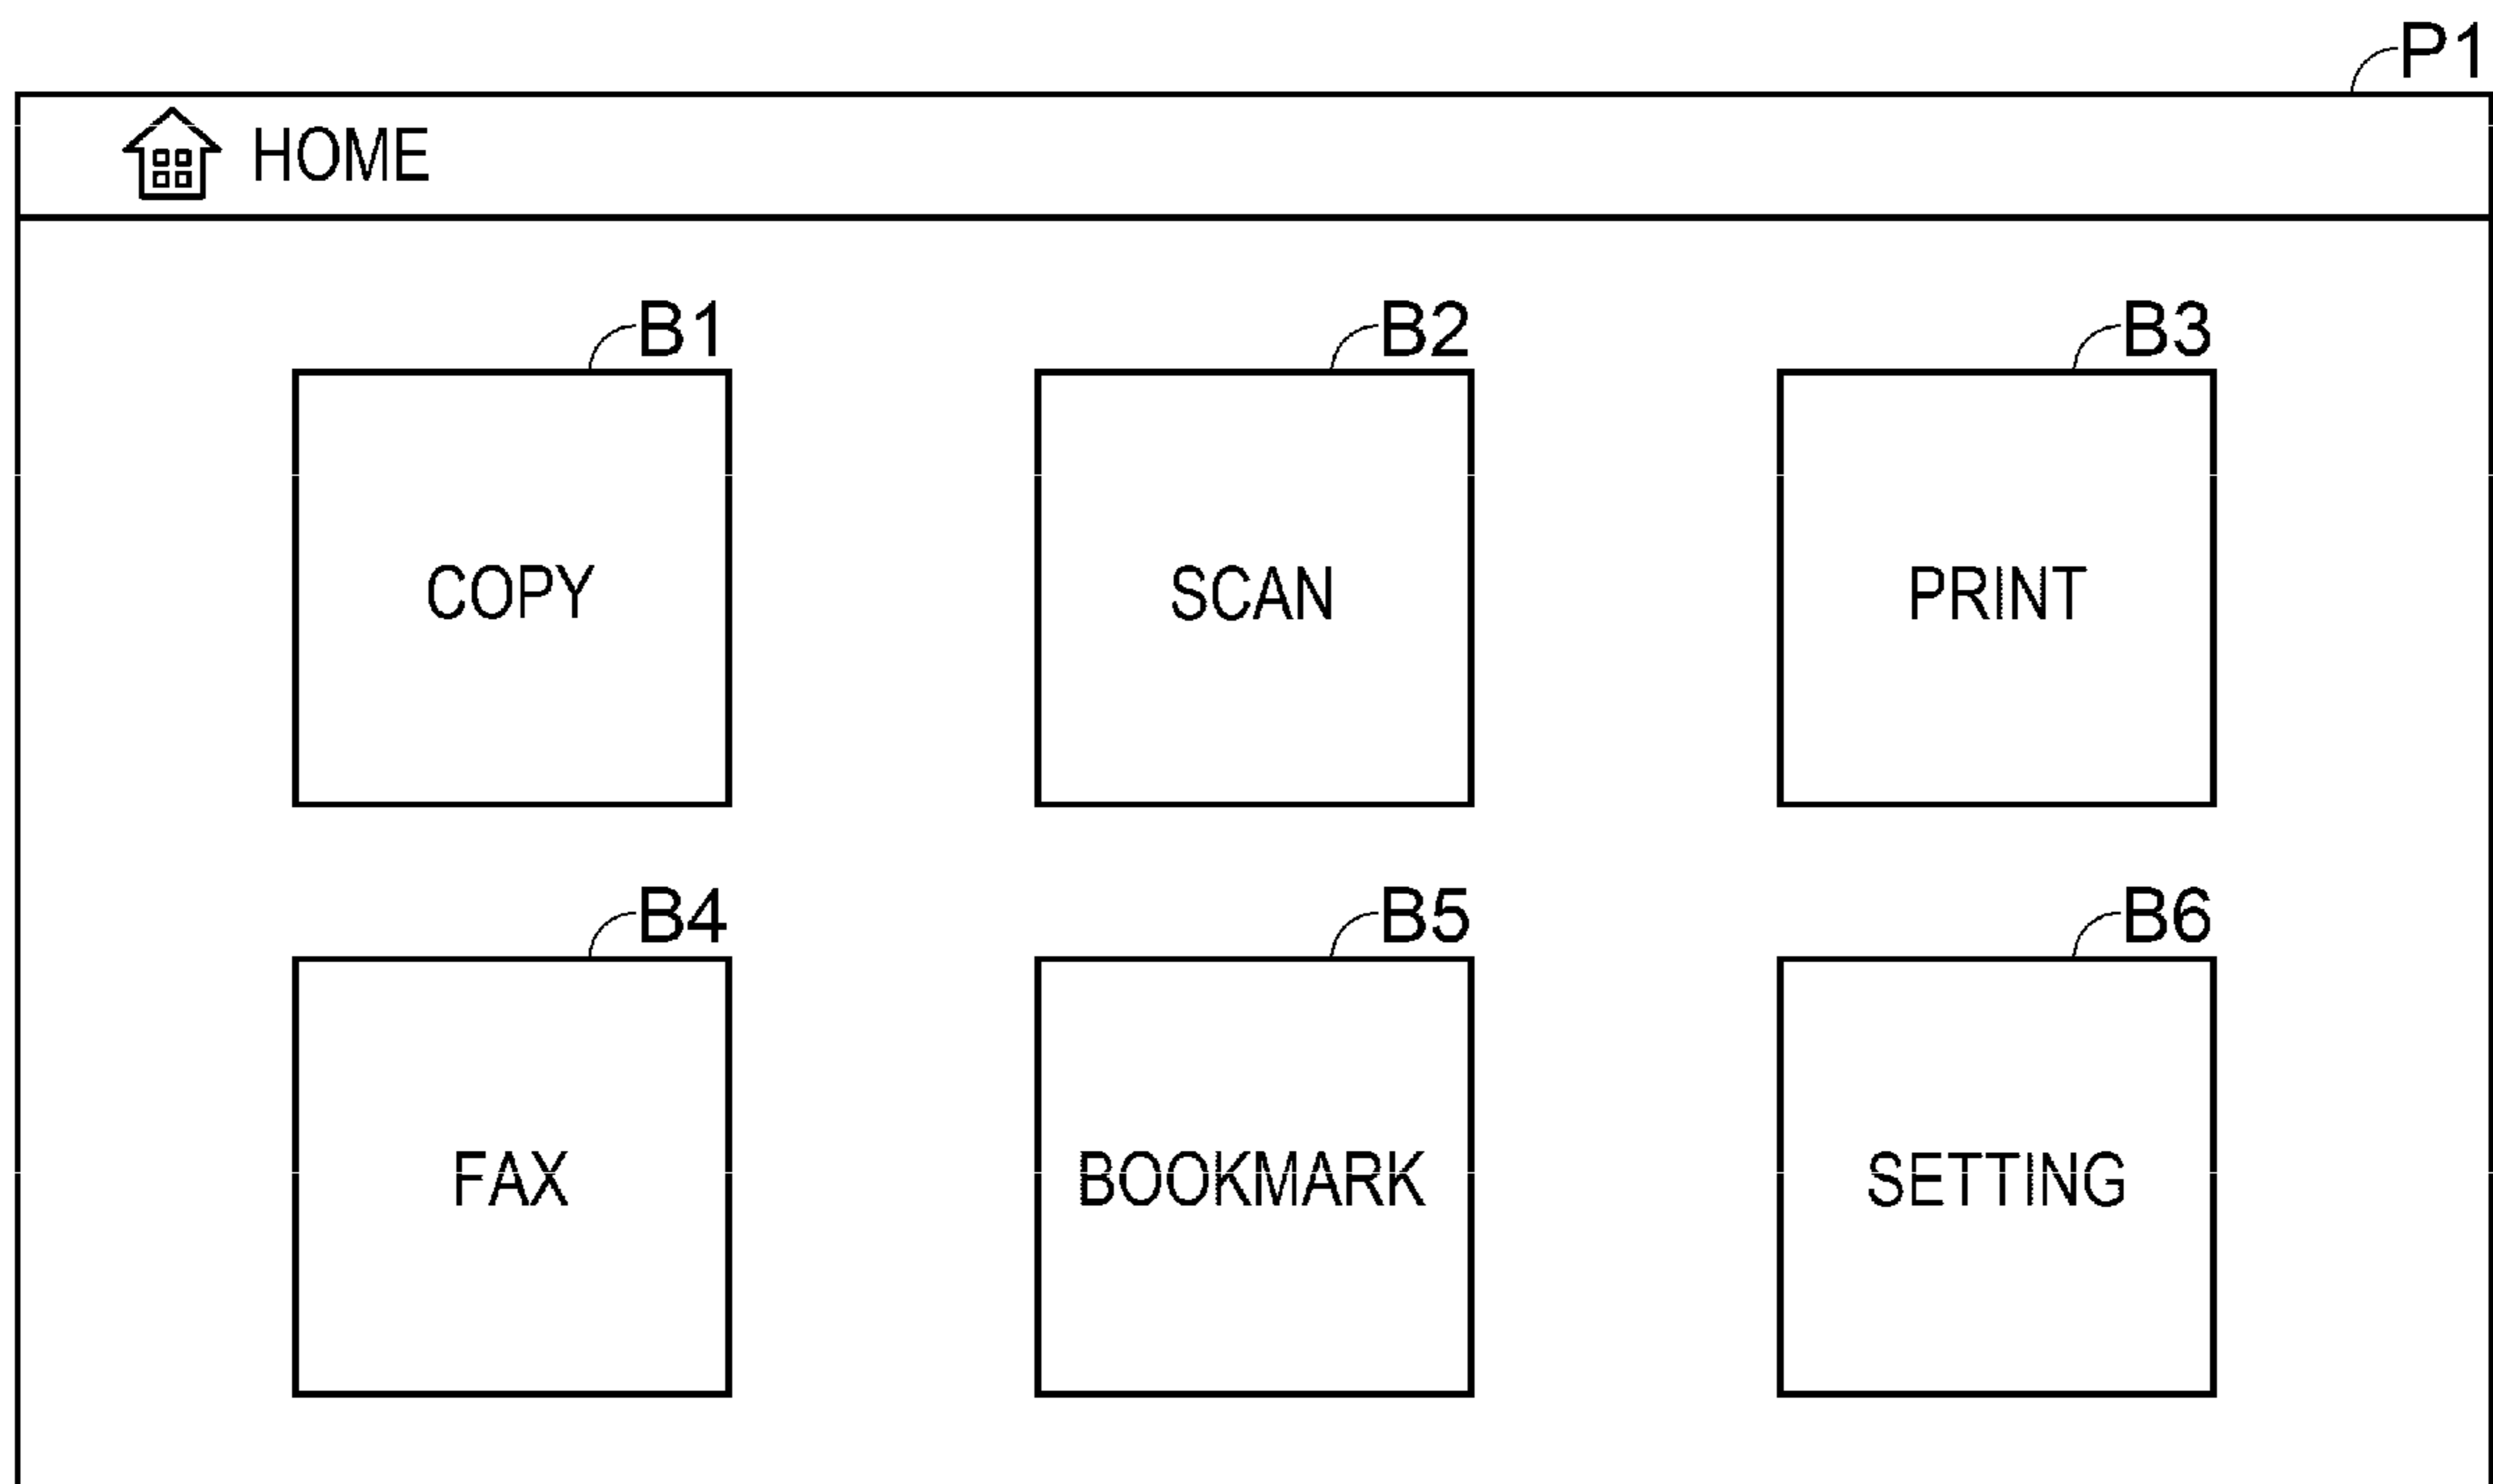 P1
HOME
B1 B2 B3
COPY SCAN PRINT
B4 B5 B6
FAX BOOKMARK SETTING